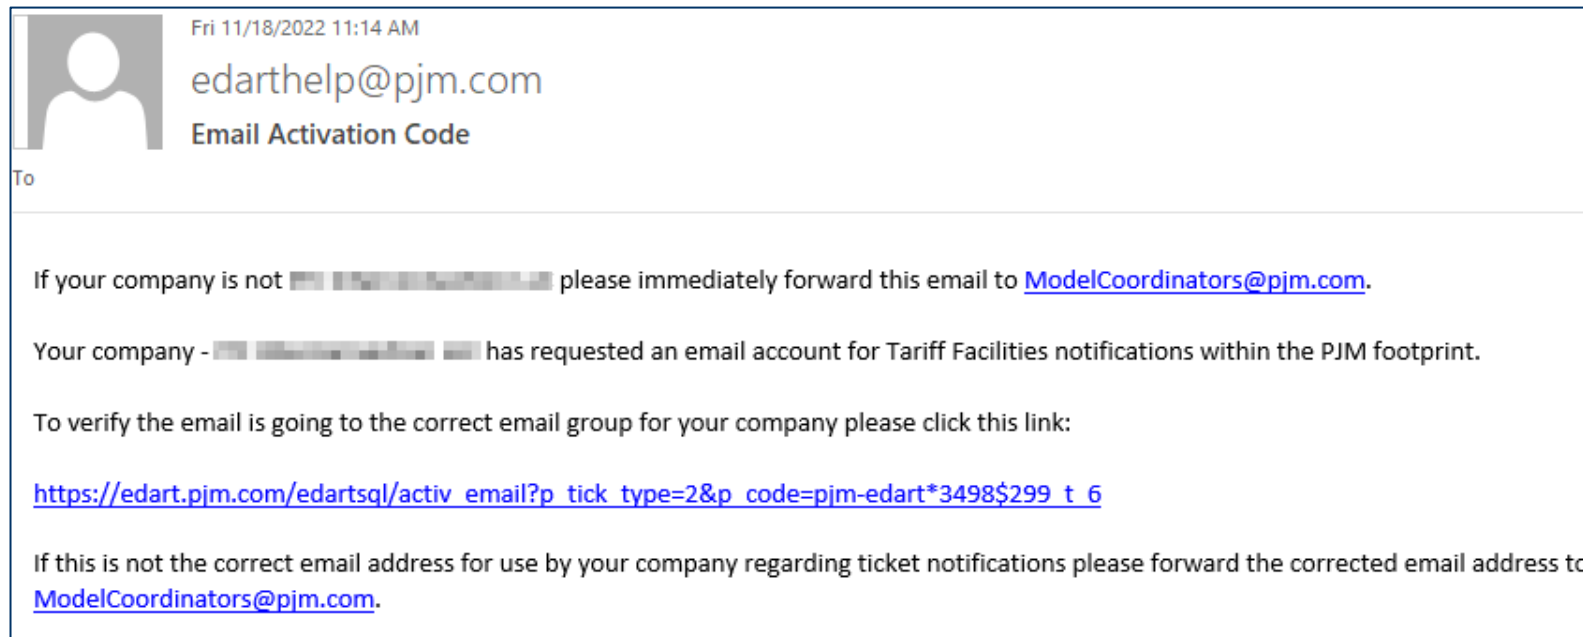 Fri 11/18/2022 11:14 AM
edarthelp@pjm.com
Email Activation Code
To
If your company is not please immediately forward this email to ModelCoordinators@pjm.com.
Your company - has requested an email account for Tariff Facilities notifications within the PJM footprint.
To verify the email is going to the correct email group for your company please click this link:
https://edart.pjm.com/edartsql/activ_email?p_tick_type=2&p_code=pjm-edart*3498$299_t_6
If this is not the correct email address for use by your company regarding ticket notifications please forward the corrected email address to
ModelCoordinators@pjm.com.